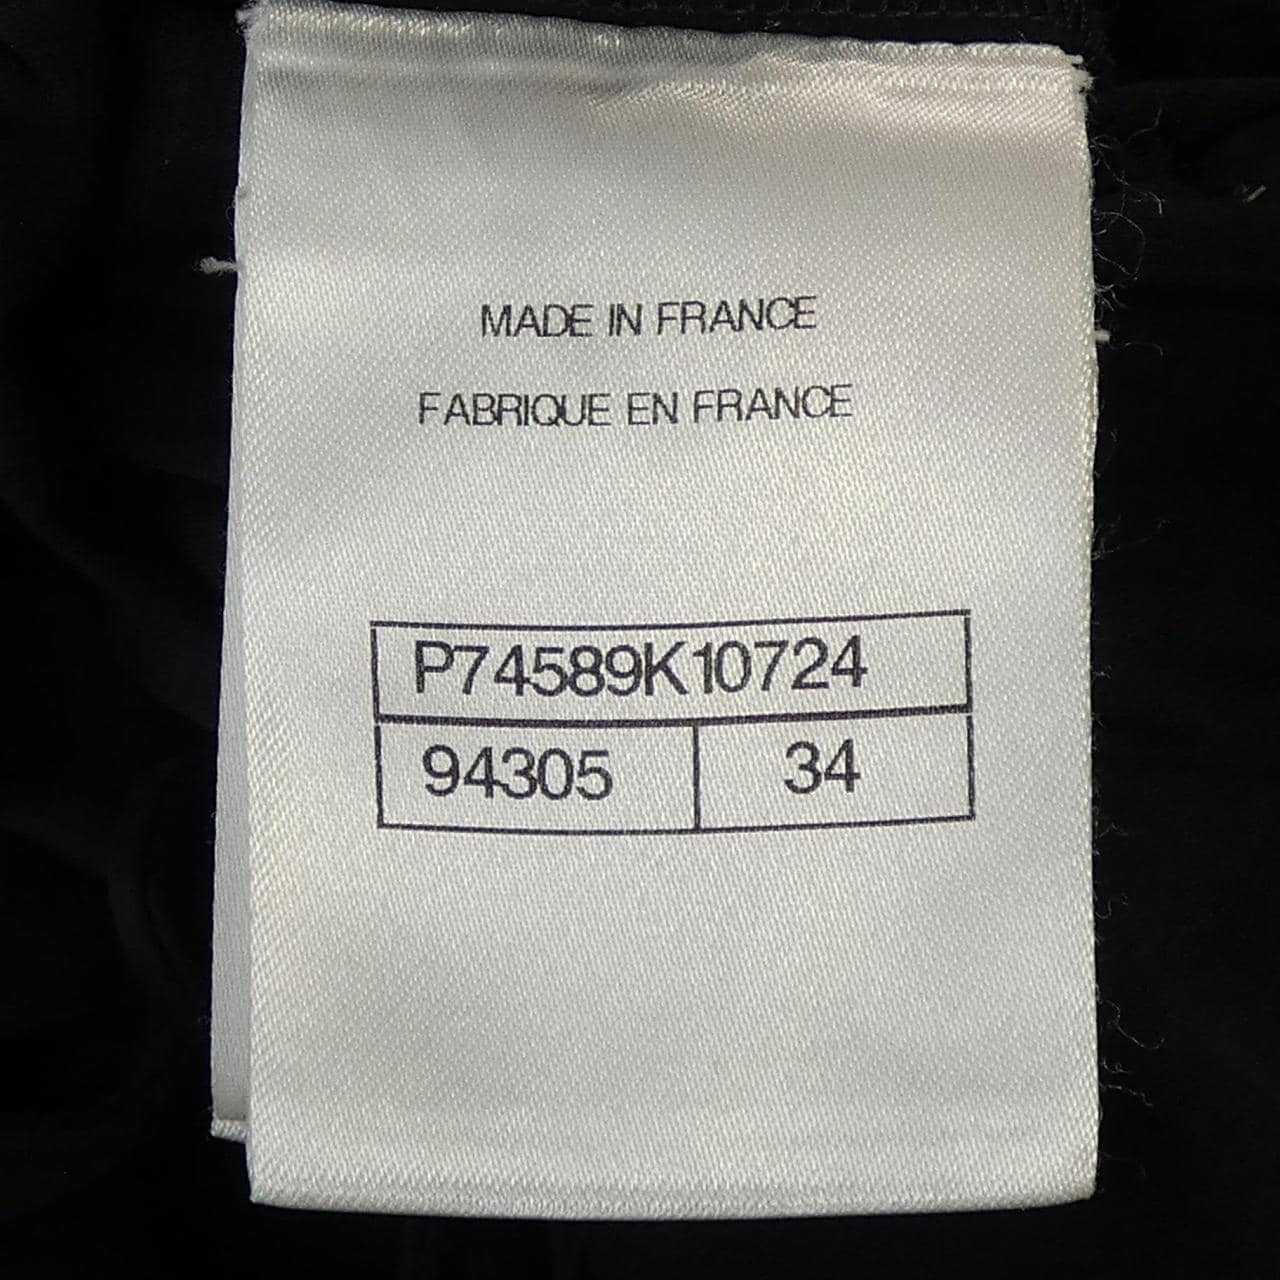 MADE IN FRANCE
FABRIQUE EN FRANCE
P74589K10724
94305 34